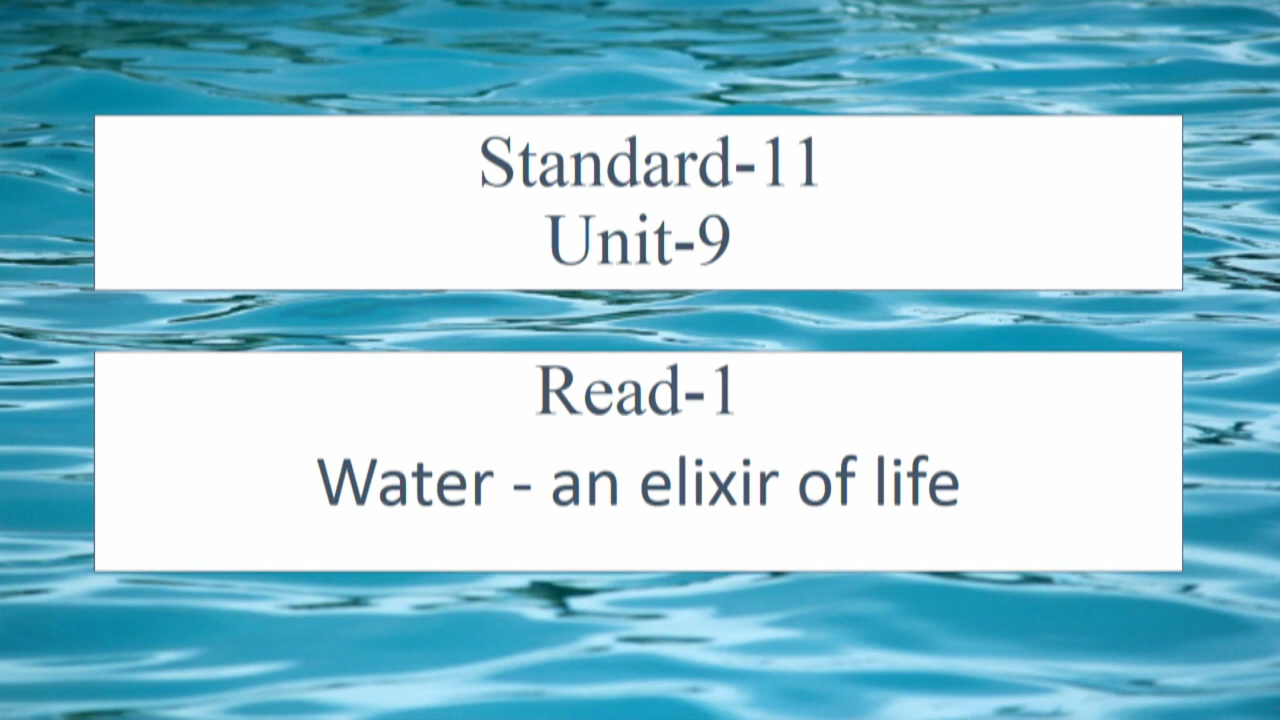 Standard-11
Unit-9
Read-1
Water - an elixir of life